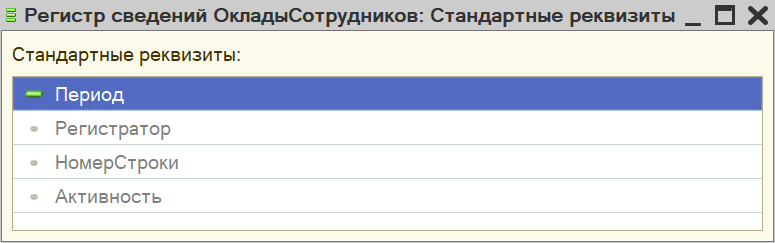 Регистр сведений ОкладыСотрудников: Стандартные реквизиты
Стандартные реквизиты:
Период
Регистратор
НомерСтроки
Активность